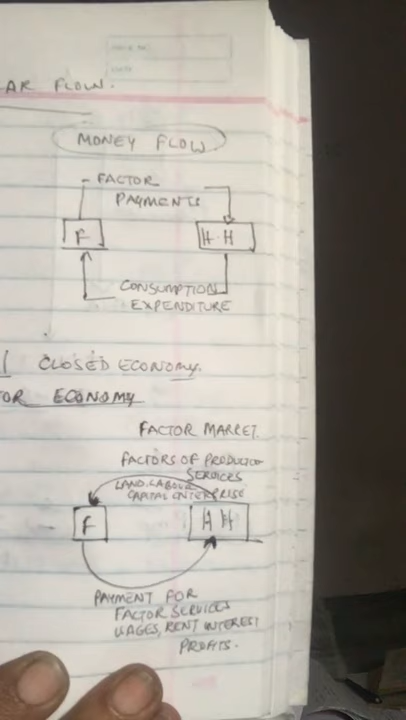 AR FLOW.
MONEY FLOW
FACTOR
PAYMENTS
F
H.H
CONSUMPTION
EXPENDITURE
CLOSED ECONOMY.
OR ECONOMY
FACTOR MARKET.
FACTORS OF PRODUCTION
SERVICES
LAND. LABOUR
CAPITAL ENTERPRISE
F
H H
PAYMENT FOR
FACTOR SERVICES
WAGES, RENT INTEREST
PROFITS.